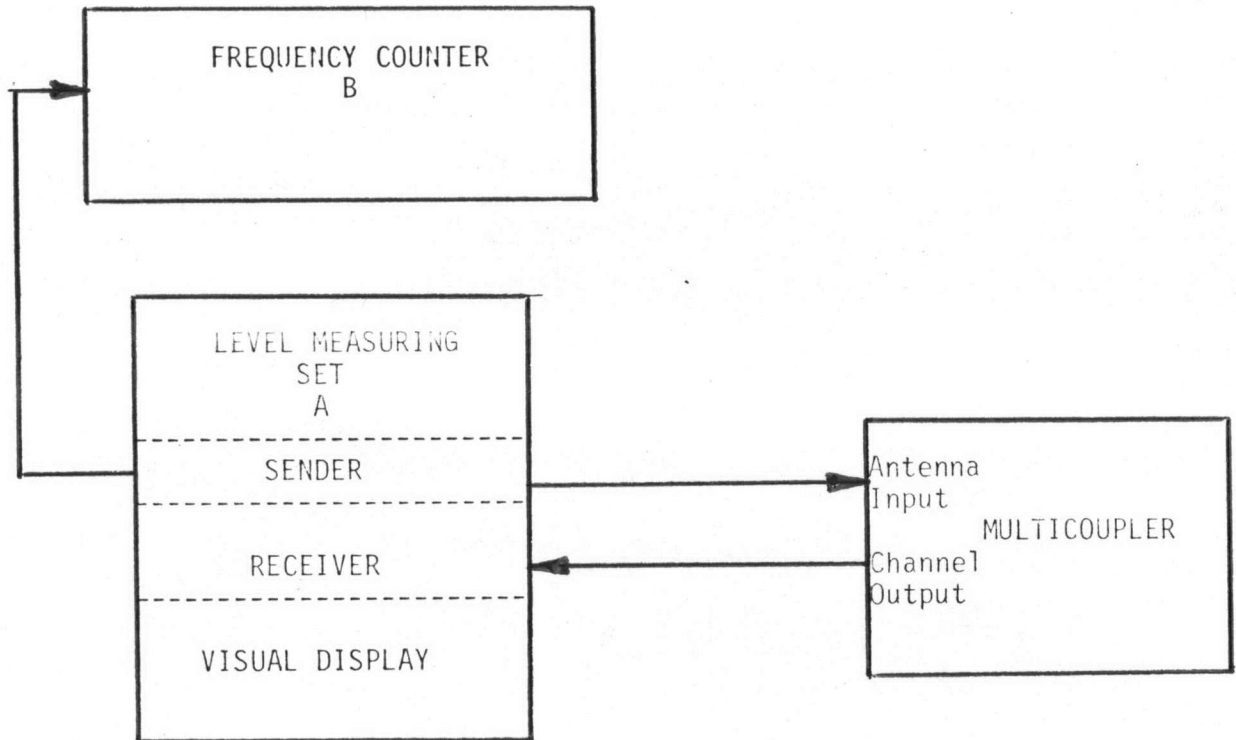 FREQUENCY COUNTER
B
LEVEL MEASURING
SET
A
SENDER
RECEIVER
VISUAL DISPLAY
Antenna
Input
MULTICOUPLER
Channel
Output